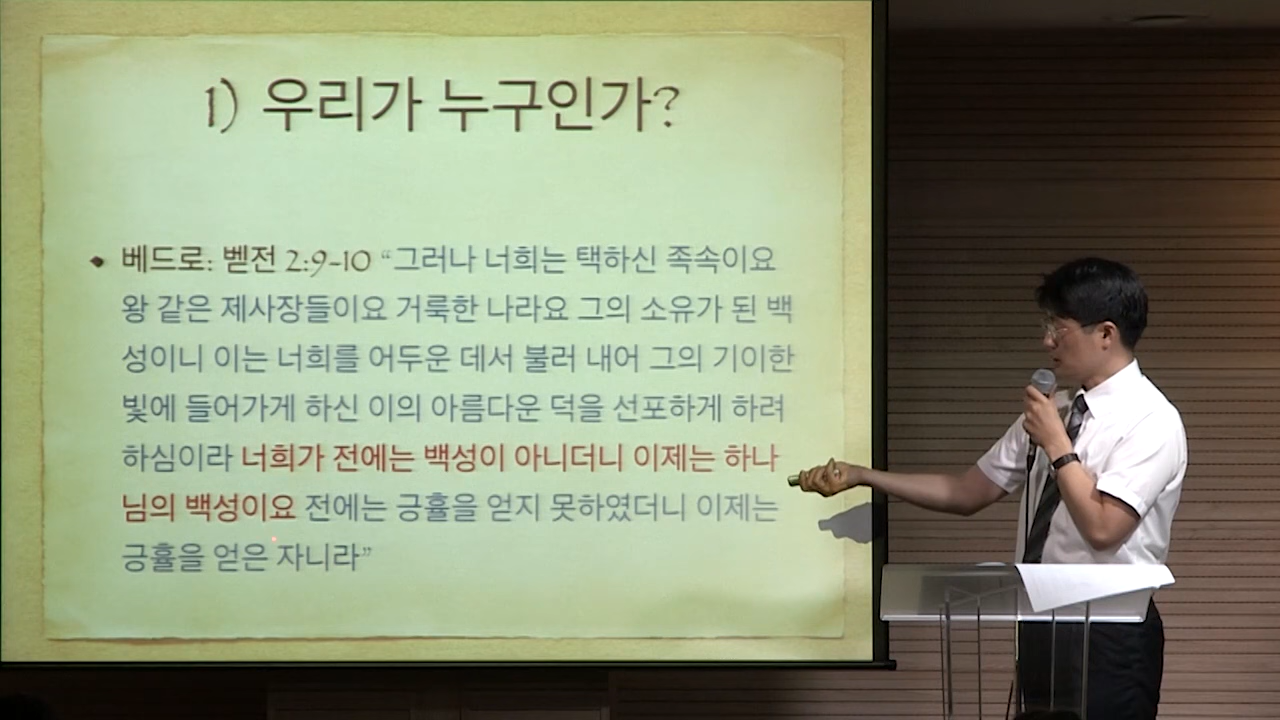 1) 우리가 누구인가?
• 베드로: 벧전 2:9-10 “그러나 너희는 택하신 족속이요
왕 같은 제사장들이요 거룩한 나라요 그의 소유가 된 백
성이니 이는 너희를 어두운 데서 불러 내어 그의 기이한
빛에 들어가게 하신 이의 아름다운 덕을 선포하게 하려
하심이라 너희가 전에는 백성이 아니더니 이제는 하나
님의 백성이요 전에는 긍휼을 얻지 못하였더니 이제는
긍휼을 얻은 자니라”